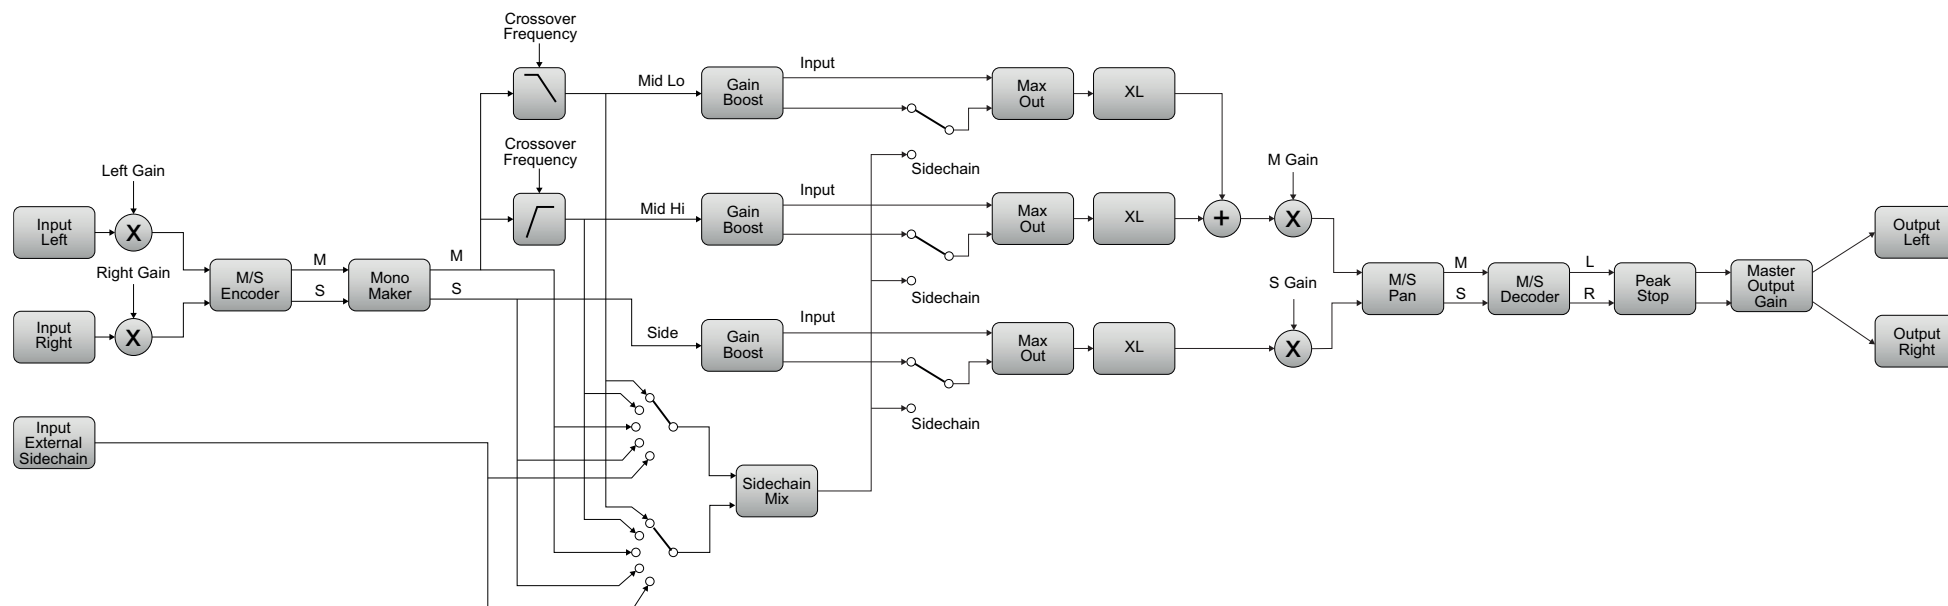 Crossover
Frequency
Mid Lo
Gain
Boost
Input
Max
Out
XL
Crossover
Frequency
Sidechain
Left Gain
M Gain
Mid Hi
Gain
Boost
Input
Max
Out
XL
+
X
Input
Left
X
Output
Left
Right Gain
M/S
Encoder
M
S
Mono
Maker
M
S
Sidechain
S Gain
M/S
Pan
M
S
M/S
Decoder
L
R
Peak
Stop
Master
Output
Gain
Input
Right
X
Side
Gain
Boost
Input
Max
Out
XL
X
Output
Right
Sidechain
Input
External
Sidechain
Sidechain
Mix